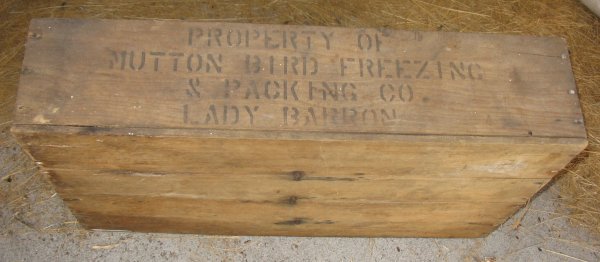 PROPERTY OF
MUTTON BIRD FREEZING
& PACKING CO
LADY BARRON